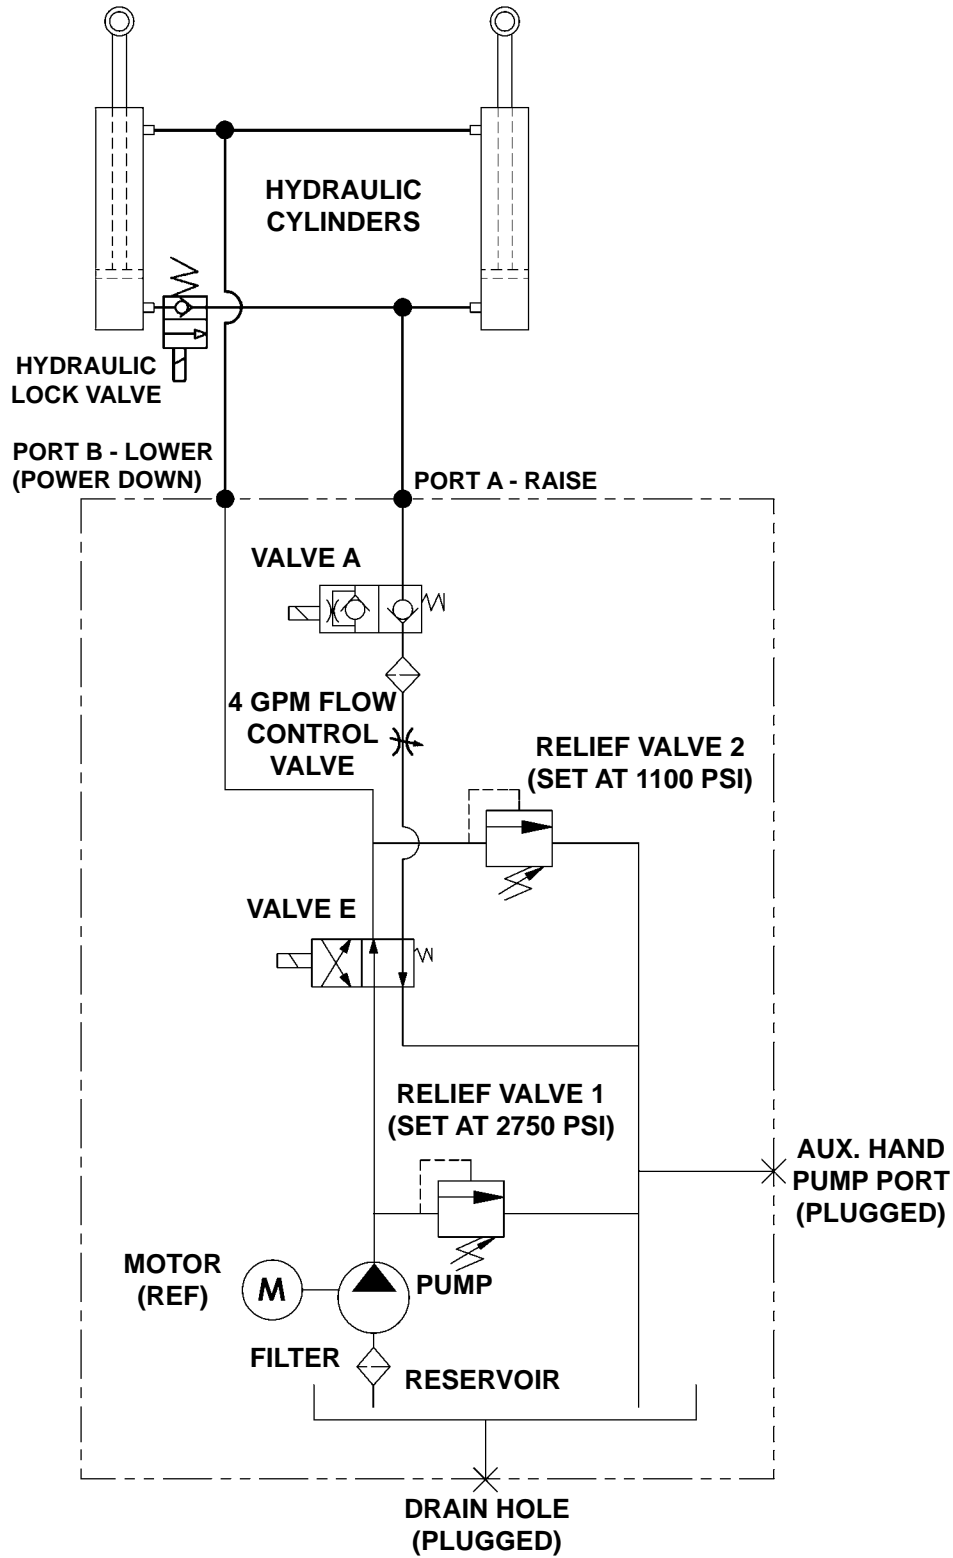 HYDRAULIC
CYLINDERS
HYDRAULIC
LOCK VALVE
PORT B - LOWER
(POWER DOWN)
PORT A - RAISE
VALVE A
4 GPM FLOW
CONTROL
VALVE
RELIEF VALVE 2
(SET AT 1100 PSI)
VALVE E
RELIEF VALVE 1
(SET AT 2750 PSI)
AUX. HAND
PUMP PORT
(PLUGGED)
MOTOR
(REF)
M
PUMP
FILTER
RESERVOIR
DRAIN HOLE
(PLUGGED)